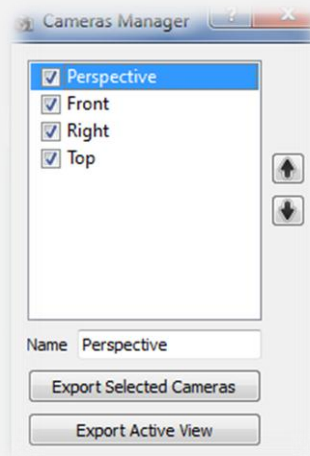 Cameras Manager
?
X
Perspective
Front
Right
Top
Name Perspective
Export Selected Cameras
Export Active View